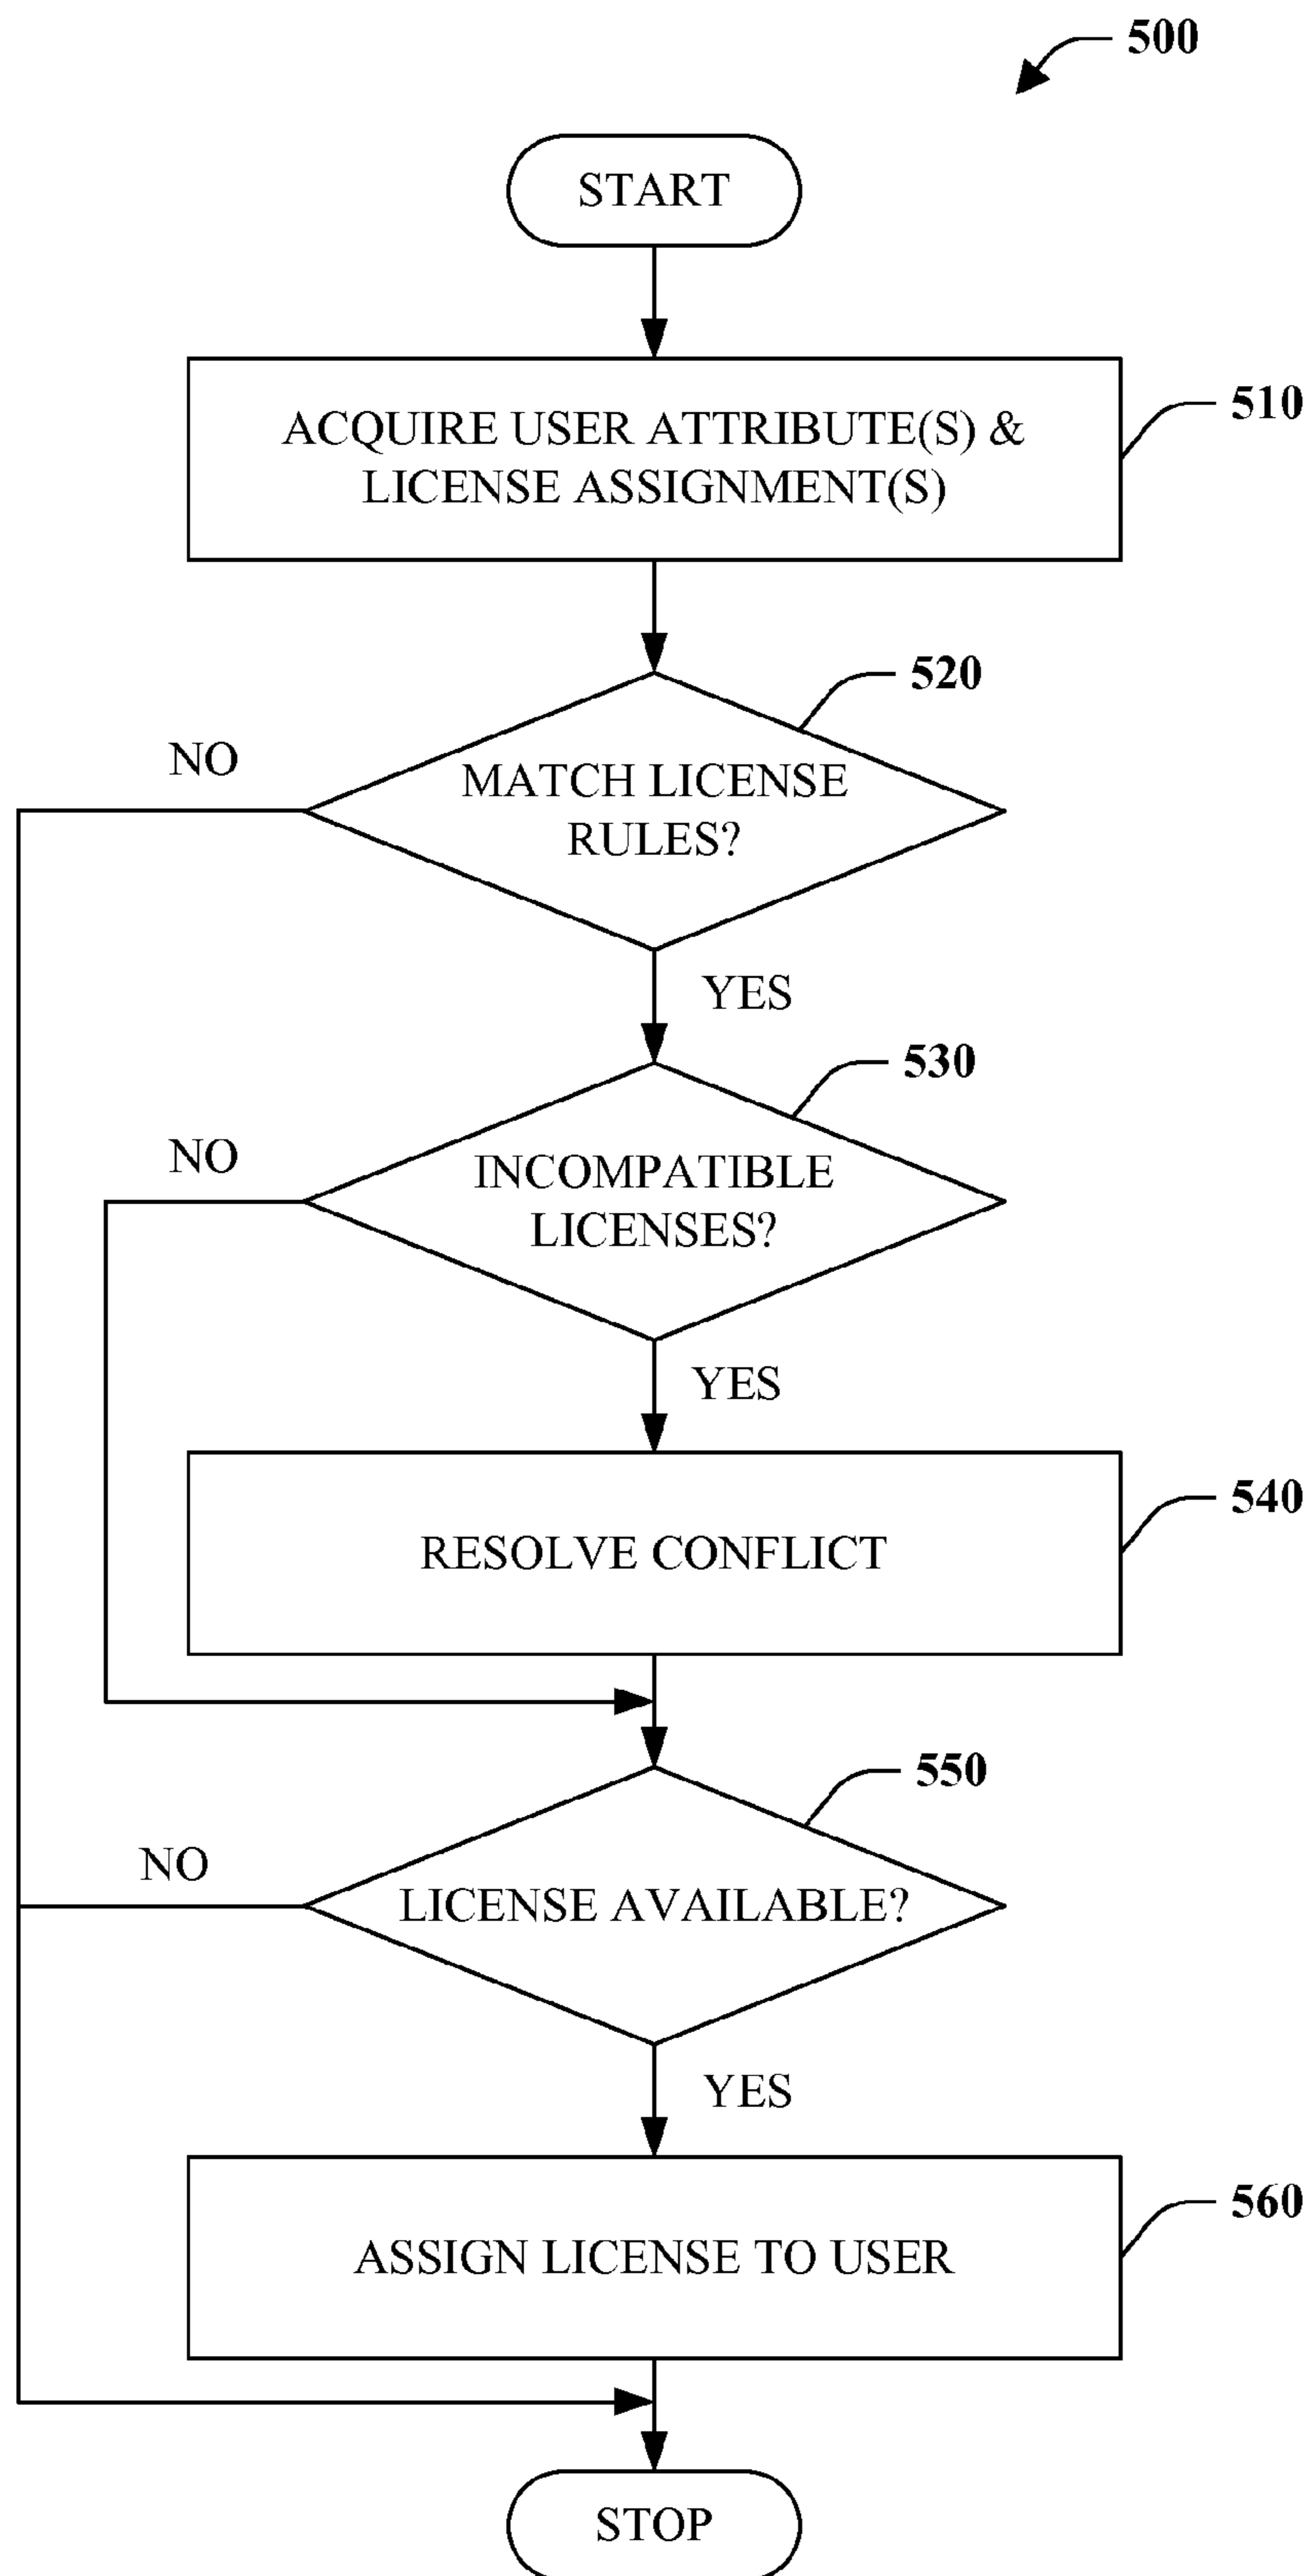 500
START
510
ACQUIRE USER ATTRIBUTE(S) &
LICENSE ASSIGNMENT(S)
520
NO
MATCH LICENSE
RULES?
YES
530
NO
INCOMPATIBLE
LICENSES?
YES
540
RESOLVE CONFLICT
550
NO
LICENSE AVAILABLE?
YES
560
ASSIGN LICENSE TO USER
STOP